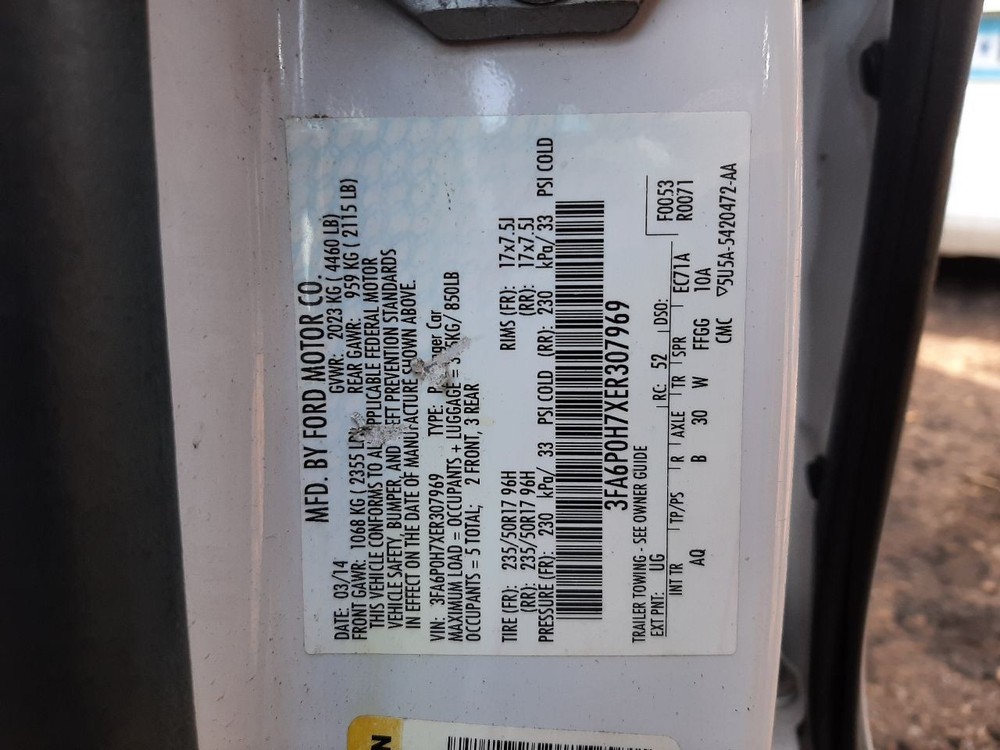 MFD. BY FORD MOTOR CO.
DATE: 03/14 GVWR: 2023 KG ( 4460 LB)
FRONT GAWR: 1068 KG ( 2355 LB) REAR GAWR: 959 KG ( 2115 LB)
THIS VEHICLE CONFORMS TO ALL APPLICABLE FEDERAL MOTOR
VEHICLE SAFETY, BUMPER, AND THEFT PREVENTION STANDARDS
IN EFFECT ON THE DATE OF MANUFACTURE SHOWN ABOVE.
VIN: 3FA6P0H7XER307969 TYPE: Passenger Car
MAXIMUM LOAD = OCCUPANTS + LUGGAGE = KG/ 850LB
OCCUPANTS = 5 TOTAL; 2 FRONT, 3 REAR
TIRE (FR): 235/50R17 96H RIMS (FR): 17x7.5J
(RR): 235/50R17 96H (RR): 17x7.5J
PRESSURE (FR): 230 kPa/ 33 PSI COLD (RR): 230 kPa/ 33 PSI COLD
3FA6P0H7XER307969
TRAILER TOWING - SEE OWNER GUIDE
F0053
R0071
EXT PNT: UG RC: 52 DSO:
INT TR TP/PS R AXLE TR SPR EC71A
AQ B 30 W FFGG 10A
CMC ▽5U5A-5420472-AA
N